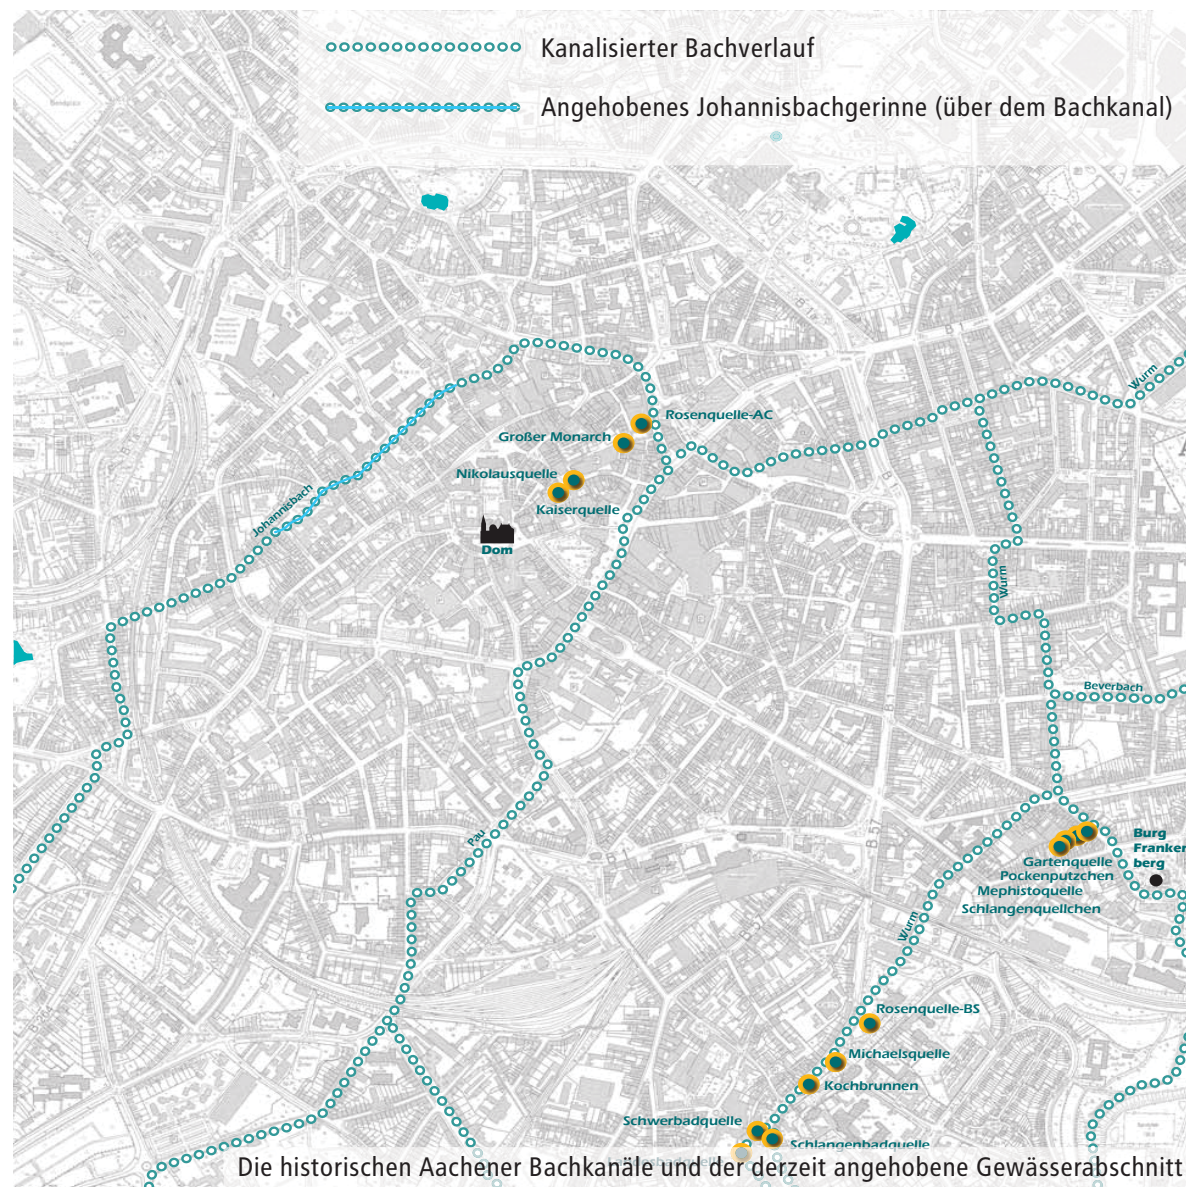 Kanalisierter Bachverlauf
Angehobenes Johannisbachgerinne (über dem Bachkanal)
Wurm
Rosenquelle-AC
Großer Monarch
Nikolausquelle
Kaiserquelle
Johannisbach
Dom
Wurm
Beverbach
Pau
Burg
Franken
berg
Gartenquelle
Pockenputzchen
Mephistoquelle
Schlangenquellchen
Wurm
Rosenquelle-BS
Michaelsquelle
Kochbrunnen
Schwerbadquelle
Schlangenbadquelle
Landesbadquelle
Die historischen Aachener Bachkanäle und der derzeit angehobene Gewässerabschnitt